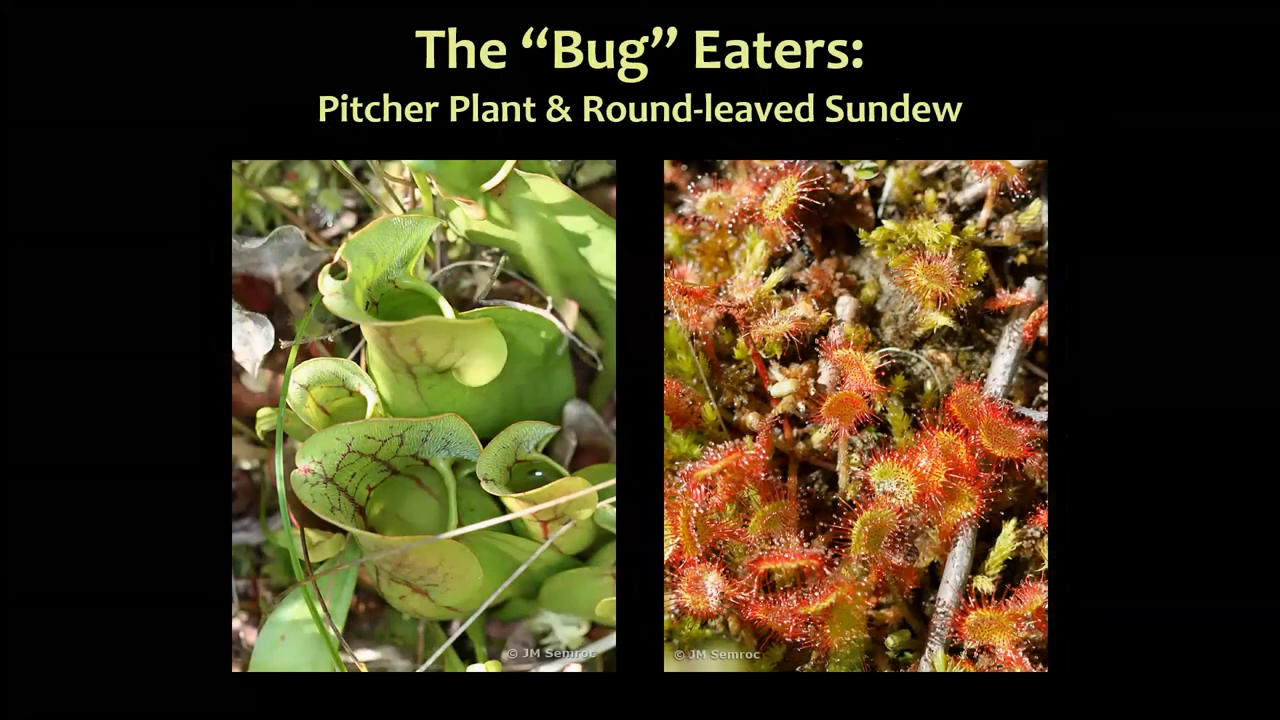 The “Bug” Eaters:
Pitcher Plant & Round-leaved Sundew
© JM Semroc
© JM Semroc